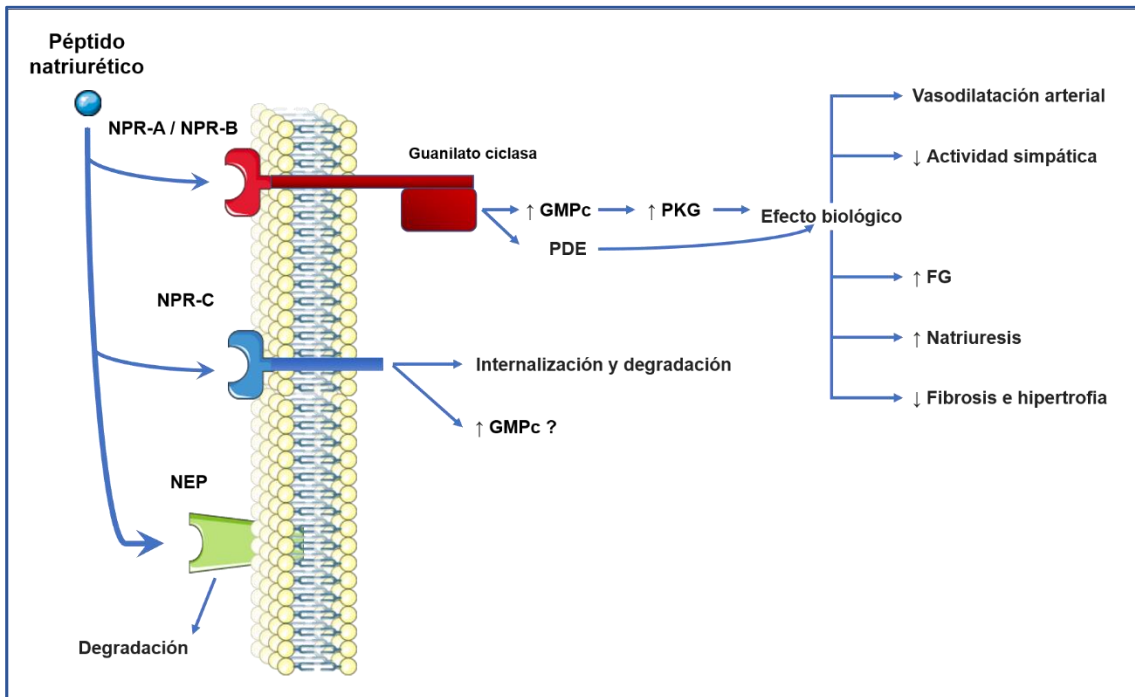 Péptido
natriurético
NPR-A / NPR-B
Guanilato ciclasa
↑ GMPc
↑ PKG
PDE
Efecto biológico
Vasodilatación arterial
↓ Actividad simpática
↑ FG
↑ Natriuresis
↓ Fibrosis e hipertrofia
NPR-C
Internalización y degradación
↑ GMPc ?
NEP
Degradación